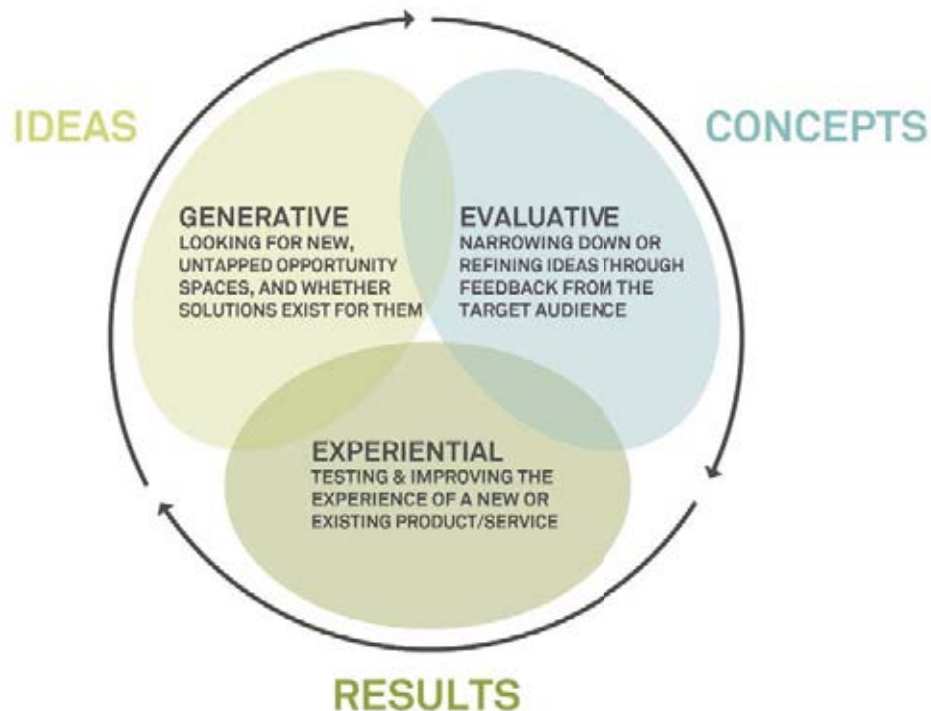 IDEAS
CONCEPTS
GENERATIVE
LOOKING FOR NEW,
UNTAPPED OPPORTUNITY
SPACES, AND WHETHER
SOLUTIONS EXIST FOR THEM
EVALUATIVE
NARROWING DOWN OR
REFINING IDEAS THROUGH
FEEDBACK FROM THE
TARGET AUDIENCE
EXPERIENTIAL
TESTING & IMPROVING THE
EXPERIENCE OF A NEW OR
EXISTING PRODUCT/SERVICE
RESULTS